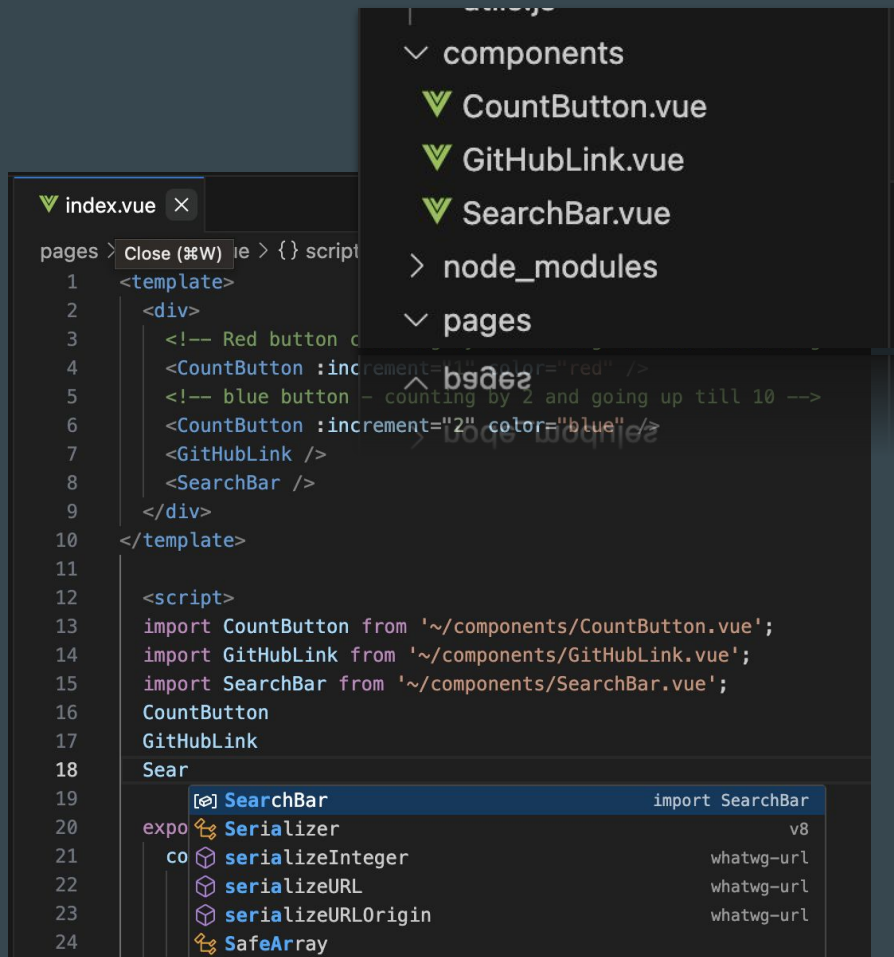 components
CountButton.vue
GitHubLink.vue
SearchBar.vue
node_modules
pages
index.vue
pages > Close (⌘W) ue > {} script
1 <template>
2 <div>
3 <!-- Red button
4 <CountButton :increment="1" color="red" />
5 <!-- blue button - counting by 2 and going up till 10 -->
6 <CountButton :increment="2" color="blue" />
7 <GitHubLink />
8 <SearchBar />
9 </div>
10 </template>
11
12 <script>
13 import CountButton from '~/components/CountButton.vue';
14 import GitHubLink from '~/components/GitHubLink.vue';
15 import SearchBar from '~/components/SearchBar.vue';
16 CountButton
17 GitHubLink
18 Sear
19 SearchBar import SearchBar
20 expo Serializer v8
21 co serializeInteger whatwg-url
22 serializeURL whatwg-url
23 serializeURLOrigin whatwg-url
24 SafeArray